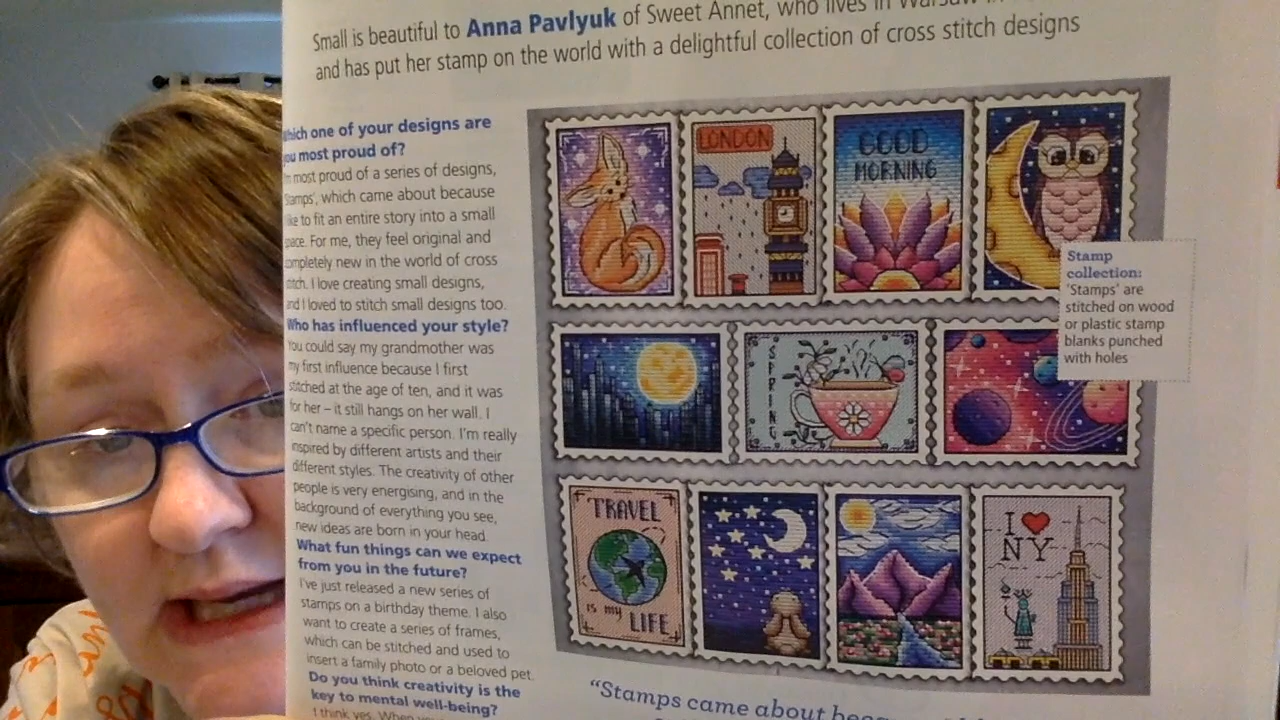 Small is beautiful to Anna Pavlyuk of Sweet Annet, who lives in Warsaw
and has put her stamp on the world with a delightful collection of cross stitch designs
which one of your designs are
you most proud of?
most proud of a series of designs,
Stamps', which came about because
like to fit an entire story into a small
space. For me, they feel original and
completely new in the world of cross
stitch. I love creating small designs,
and I loved to stitch small designs too.
Who has influenced your style?
You could say my grandmother was
my first influence because I first
stitched at the age of ten, and it was
for her – it still hangs on her wall. I
can't name a specific person. I'm really
inspired by different artists and their
different styles. The creativity of other
people is very energising, and in the
background of everything you see,
new ideas are born in your head.
What fun things can we expect
from you in the future?
I've just released a new series of
stamps on a birthday theme. I also
want to create a series of frames,
which can be stitched and used to
insert a family photo or a beloved pet.
Do you think creativity is the
key to mental well-being?
I think yes. When
LONDON
GOOD
MORNING
Stamp
collection:
'Stamps' are
stitched on wood
or plastic stamp
blanks punched
with holes
SPRING
TRAVEL
is my
LIFE
I
NY
"Stamps came about